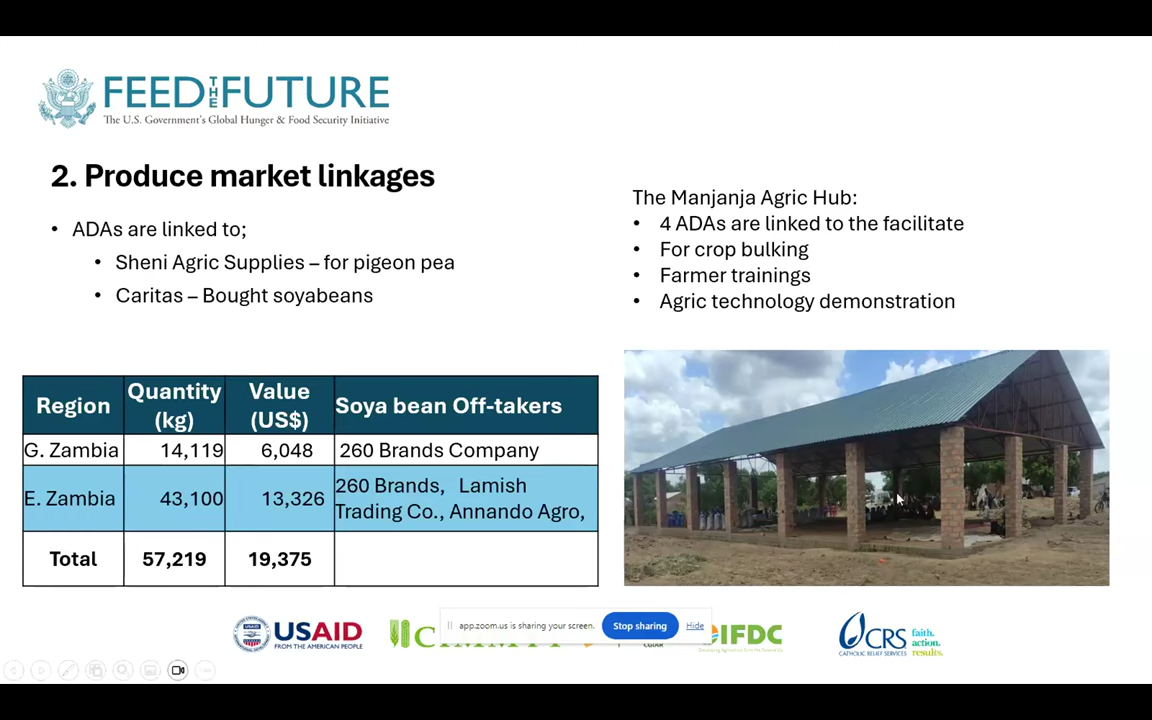 FEED THE FUTURE
The U.S. Government's Global Hunger & Food Security Initiative
2. Produce market linkages
• ADAs are linked to;
• Sheni Agric Supplies – for pigeon pea
• Caritas – Bought soyabeans
The Manjanja Agric Hub:
• 4 ADAs are linked to the facilitate
• For crop bulking
• Farmer trainings
• Agric technology demonstration
Region Quantity (kg) Value (US$) Soya bean Off-takers
G. Zambia 14,119 6,048 260 Brands Company
E. Zambia 43,100 13,326 260 Brands, Lamish
Trading Co., Annando Agro,
Total 57,219 19,375
USAID
FROM THE AMERICAN PEOPLE
app.zoom.us is sharing your screen. Stop sharing Hide
IFDC
CRS
CATHOLIC RELIEF SERVICES
faith.
action.
results.